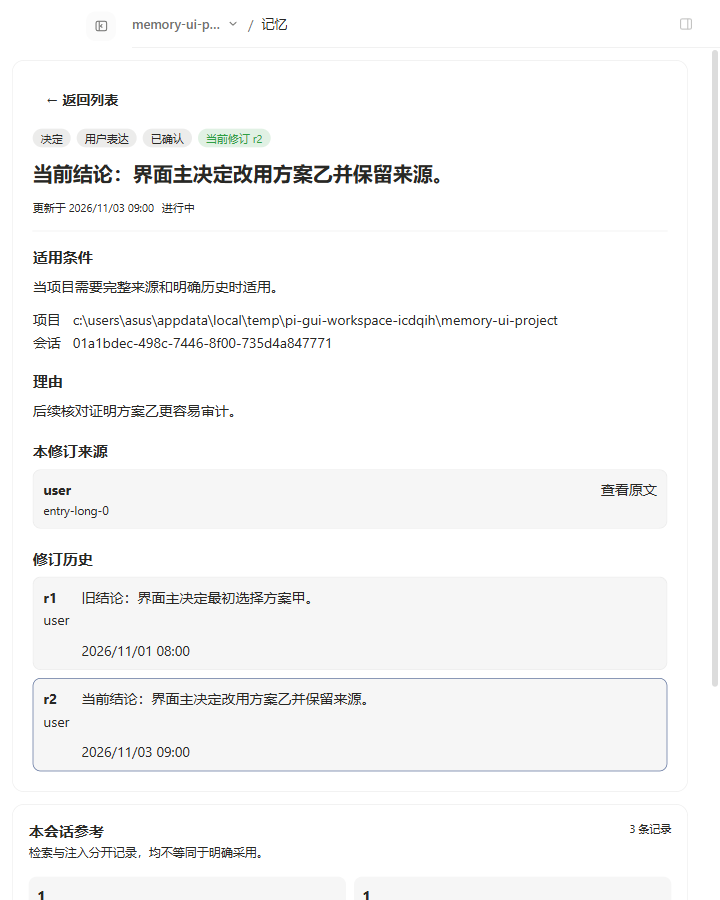 memory-ui-p... / 记忆
← 返回列表
决定 用户表达 已确认 当前修订 r2
当前结论：界面主决定改用方案乙并保留来源。
更新于 2026/11/03 09:00 进行中
适用条件
当项目需要完整来源和明确历史时适用。
项目 c:\users\asus\appdata\local\temp\pi-gui-workspace-icdqih\memory-ui-project
会话 01a1bdec-498c-7446-8f00-735d4a847771
理由
后续核对证明方案乙更容易审计。
本修订来源
user 查看原文
entry-long-0
修订历史
r1 旧结论：界面主决定最初选择方案甲。
user
2026/11/01 08:00
r2 当前结论：界面主决定改用方案乙并保留来源。
user
2026/11/03 09:00
本会话参考 3 条记录
检索与注入分开记录，均不等同于明确采用。
1 1